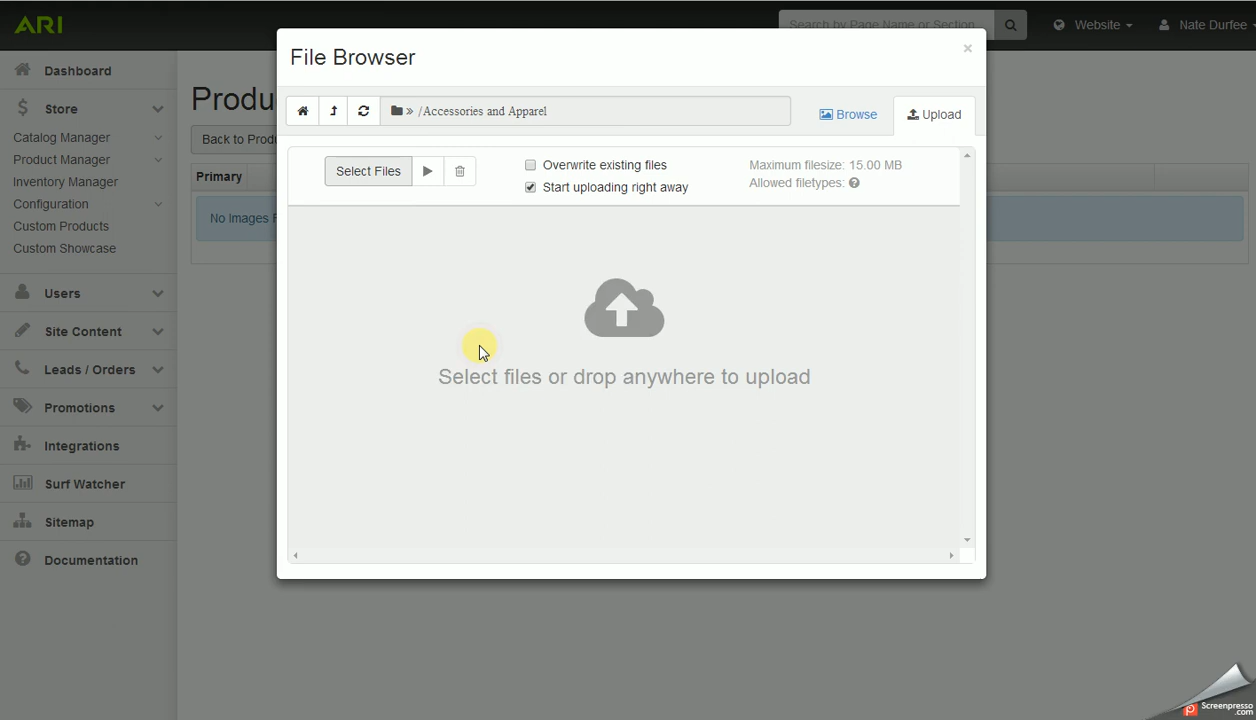 ARI
Search by Page Name or Section
Website
Nate Durfee
Dashboard
Store
Catalog Manager
Product Manager
Inventory Manager
Configuration
Custom Products
Custom Showcase
Users
Site Content
Leads / Orders
Promotions
Integrations
Surf Watcher
Sitemap
Documentation
Produ
Back to Produ
Primary
No Images F
File Browser
×
» /Accessories and Apparel
Browse
Upload
Select Files
Overwrite existing files
Start uploading right away
Maximum filesize: 15.00 MB
Allowed filetypes:
Select files or drop anywhere to upload
Screenpresso
.com